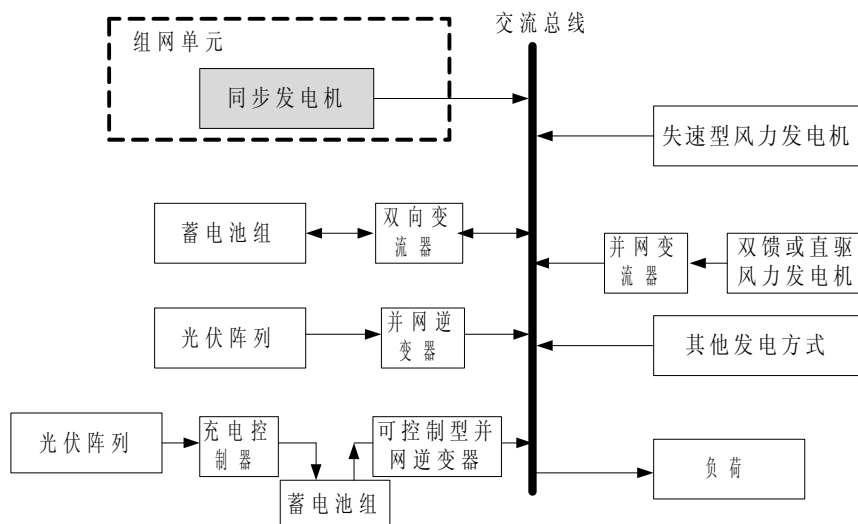 交流总线
组网单元
同步发电机
失速型风力发电机
蓄电池组
双向变
流器
并网变
流器
双馈或直驱
风力发电机
光伏阵列
并网逆
变器
其他发电方式
光伏阵列
充电控
制器
蓄电池组
可控制型并
网逆变器
负荷